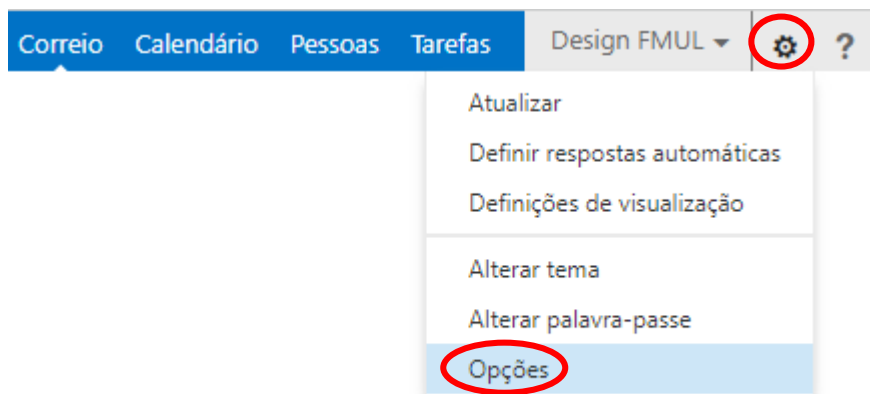 Correio Calendário Pessoas Tarefas Design FMUL ?
Atualizar
Definir respostas automáticas
Definições de visualização
Alterar tema
Alterar palavra-passe
Opções